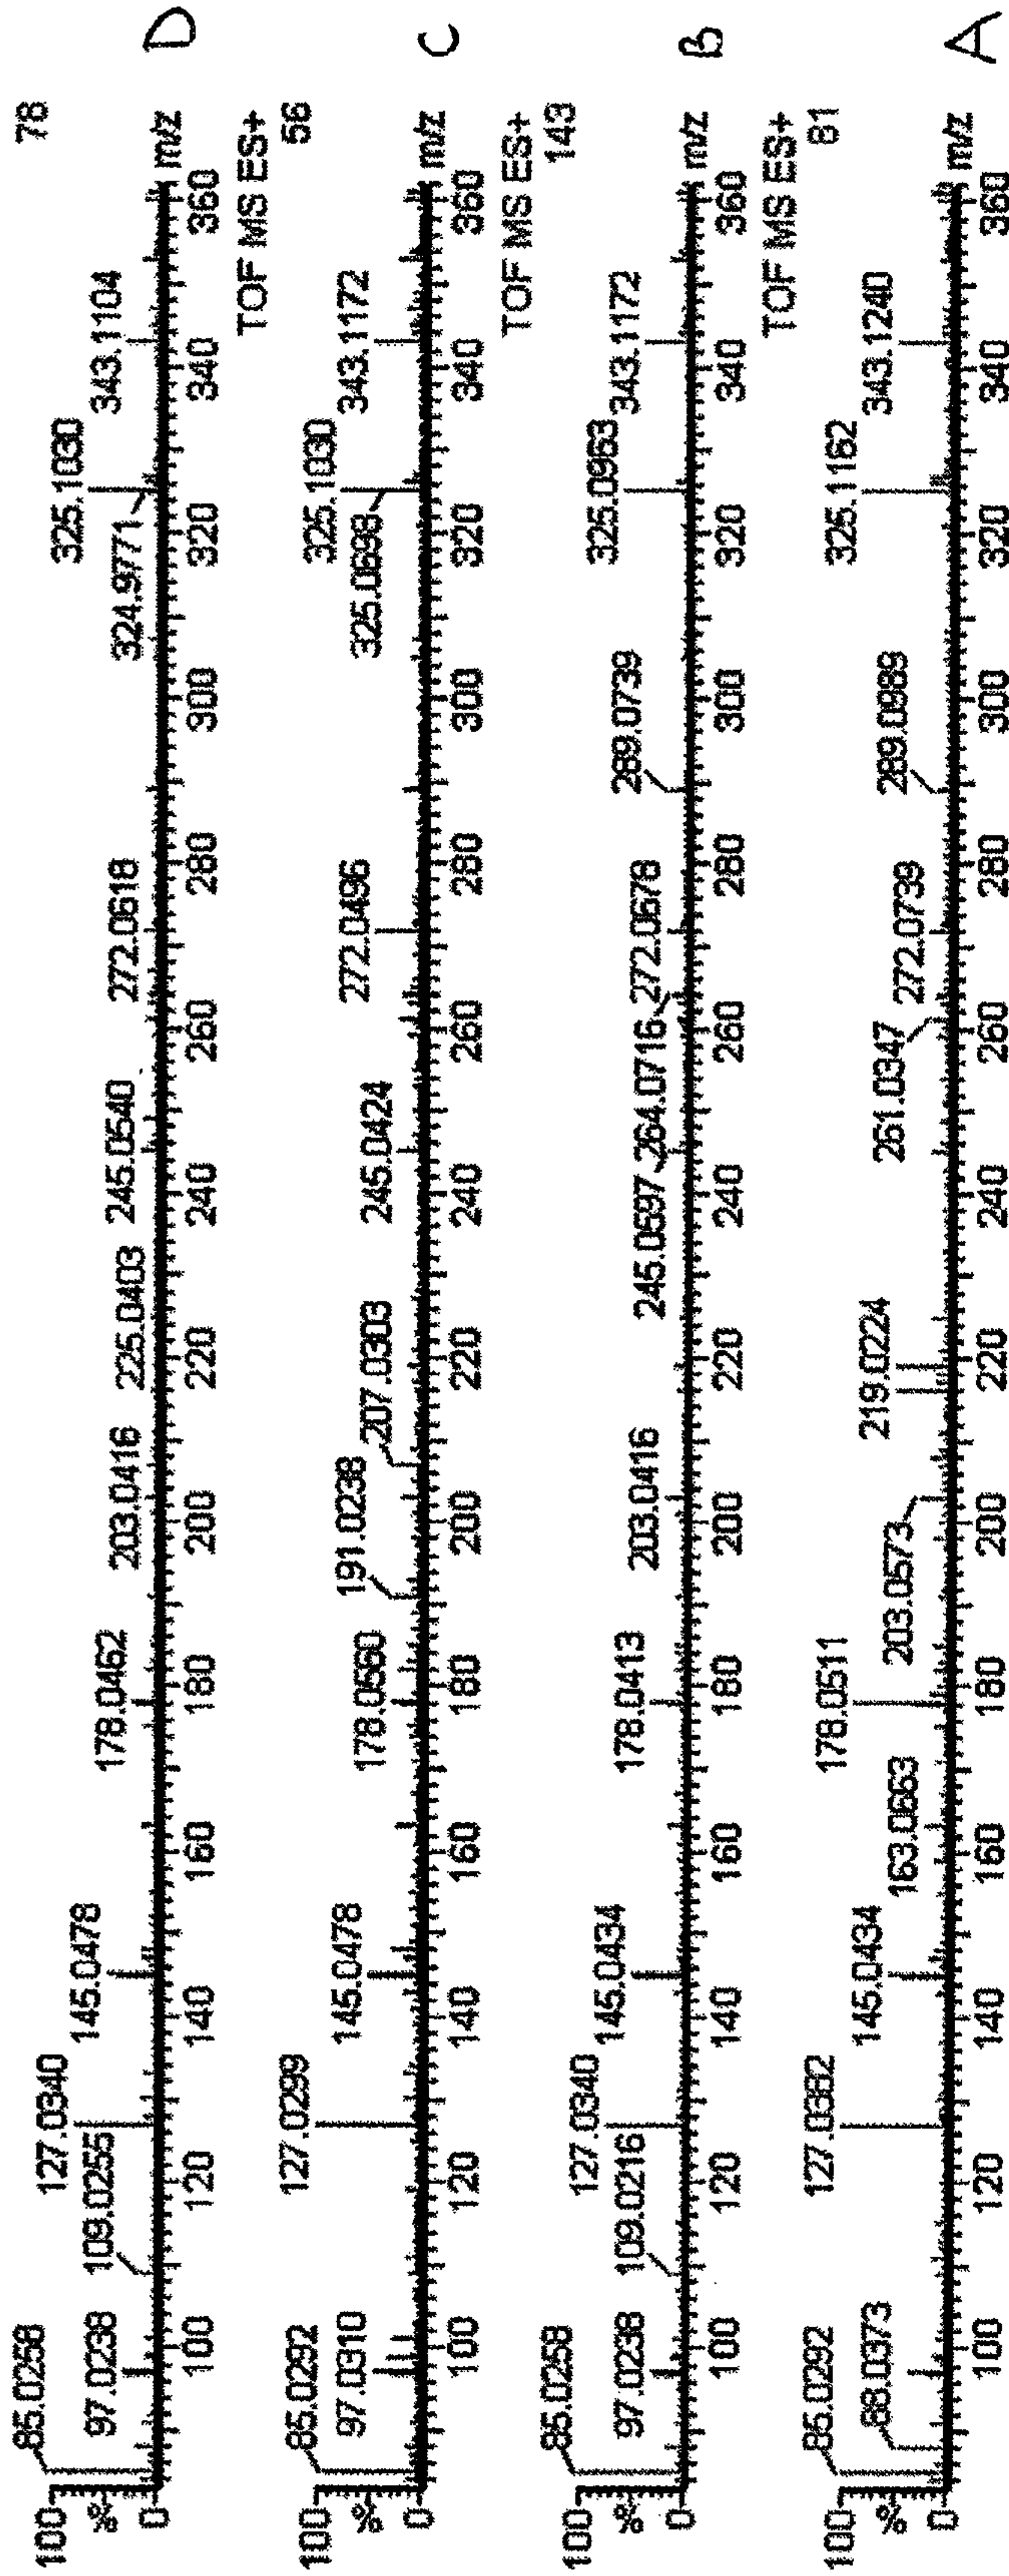 78
100 85.0258 127.0340 325.1030
97.0238 109.0255 145.0478 178.0462 203.0416 225.0403 245.0540 272.0618 324.9771 343.1104
%
0 m/z D
100 120 140 160 180 200 220 240 260 280 300 320 340 360
TOF MS ES+
56
100 85.0292 127.0299 325.1030
97.0310 145.0478 178.0560 191.0238 207.0303 245.0424 272.0496 325.0698 343.1172
%
0 m/z C
100 120 140 160 180 200 220 240 260 280 300 320 340 360
TOF MS ES+
143
100 85.0258 127.0340 325.0963
97.0238 109.0216 145.0434 178.0413 203.0416 245.0597 264.0716 272.0678 289.0739 343.1172
%
0 m/z B
100 120 140 160 180 200 220 240 260 280 300 320 340 360
TOF MS ES+
81
100 85.0292 127.0382 178.0511 325.1162
88.0373 145.0434 163.0663 203.0573 219.0224 261.0347 272.0739 289.0989 343.1240
%
0 m/z A
100 120 140 160 180 200 220 240 260 280 300 320 340 360